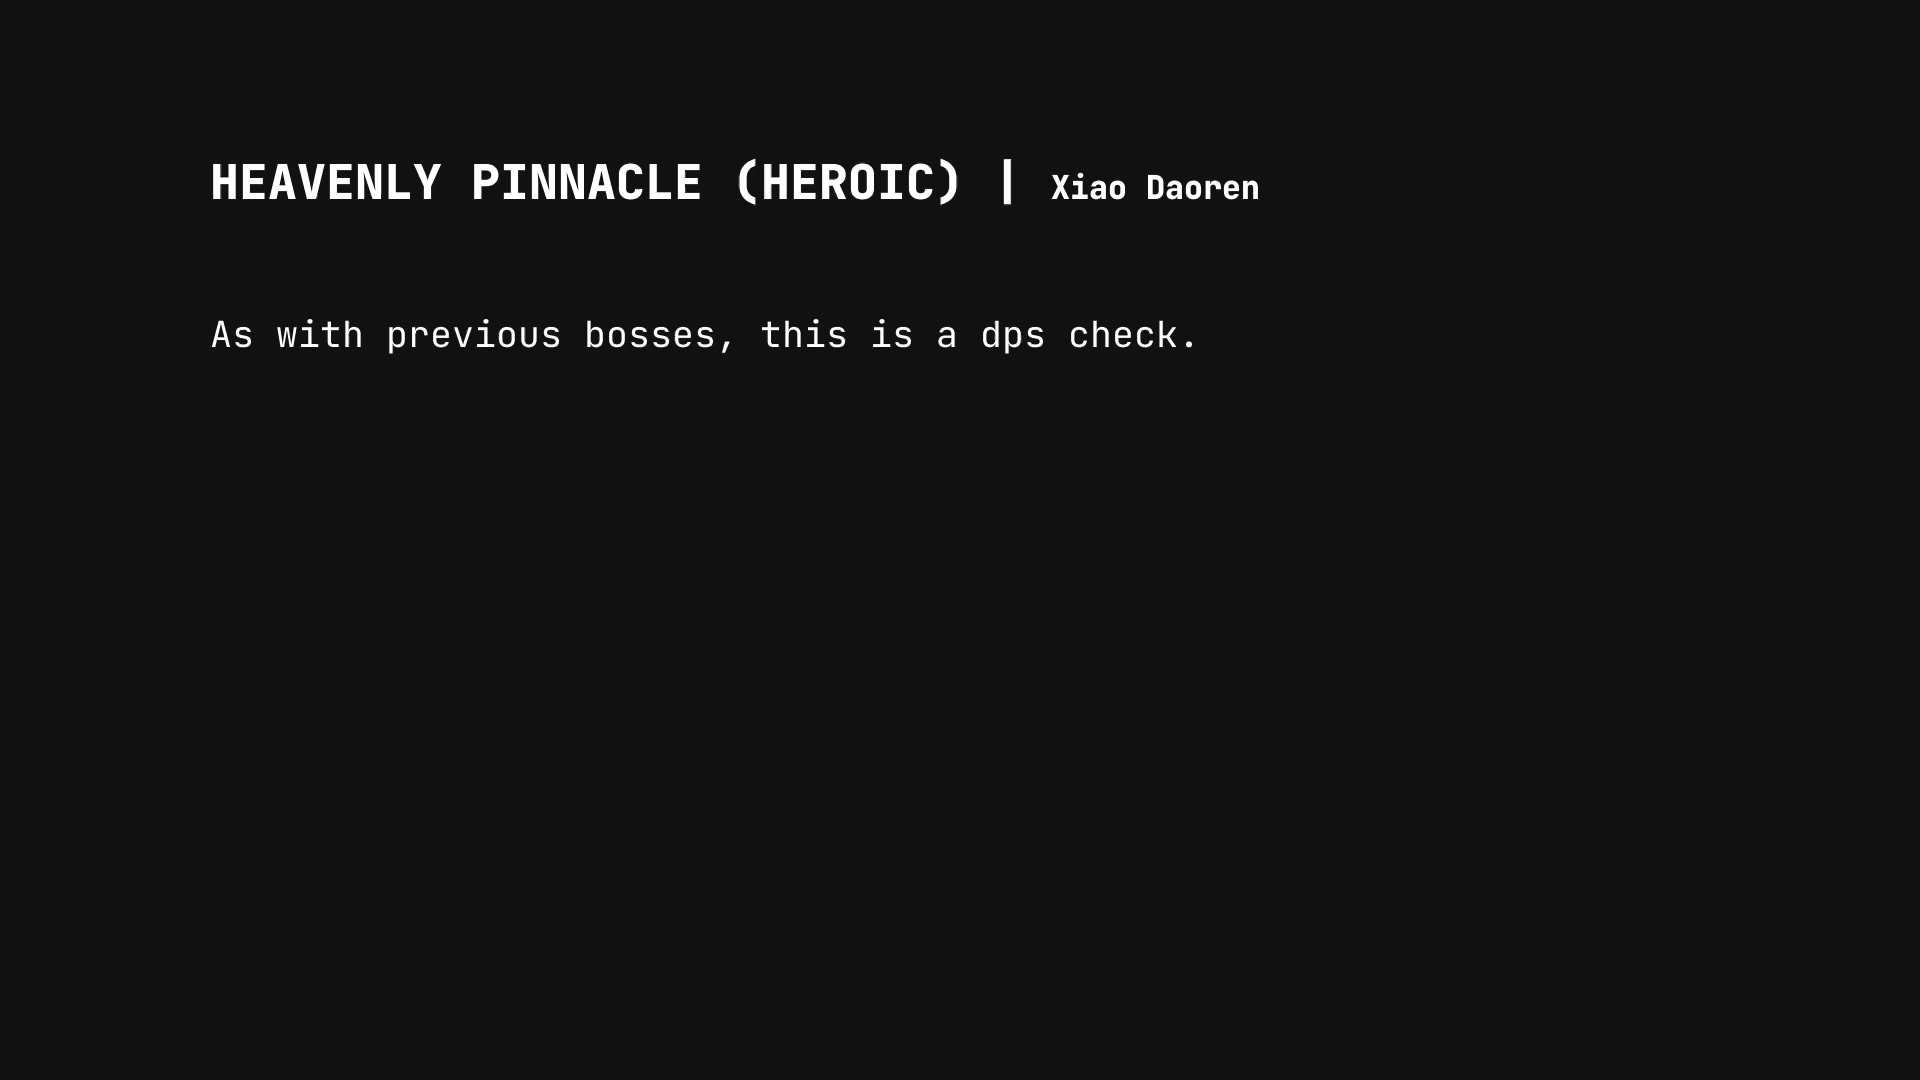 HEAVENLY PINNACLE (HEROIC) | Xiao Daoren
As with previous bosses, this is a dps check.